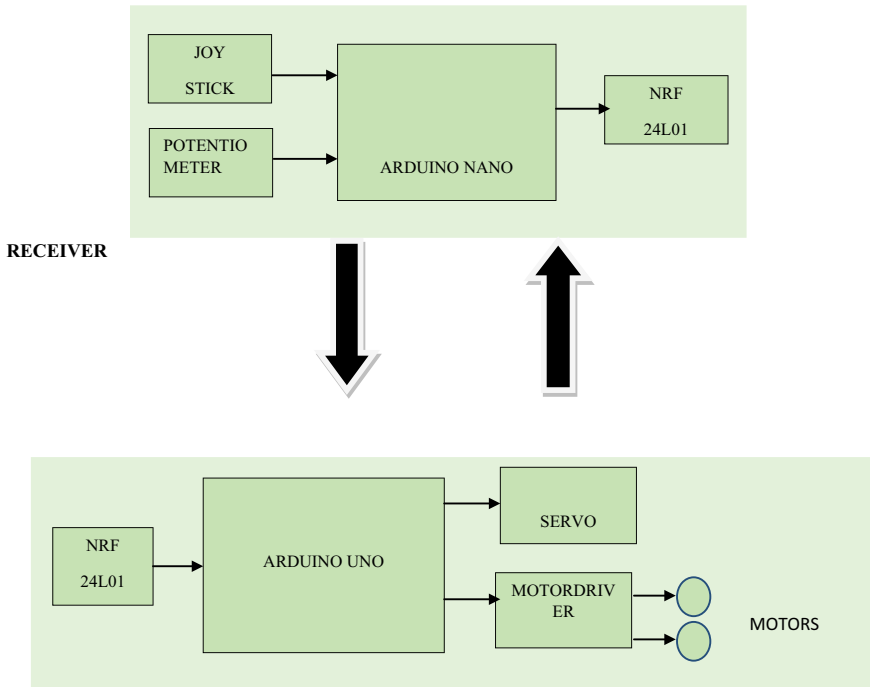 JOY
STICK
POTENTIO
METER
ARDUINO NANO
NRF
24L01
RECEIVER
NRF
24L01
ARDUINO UNO
SERVO
MOTORDRIV
ER
MOTORS